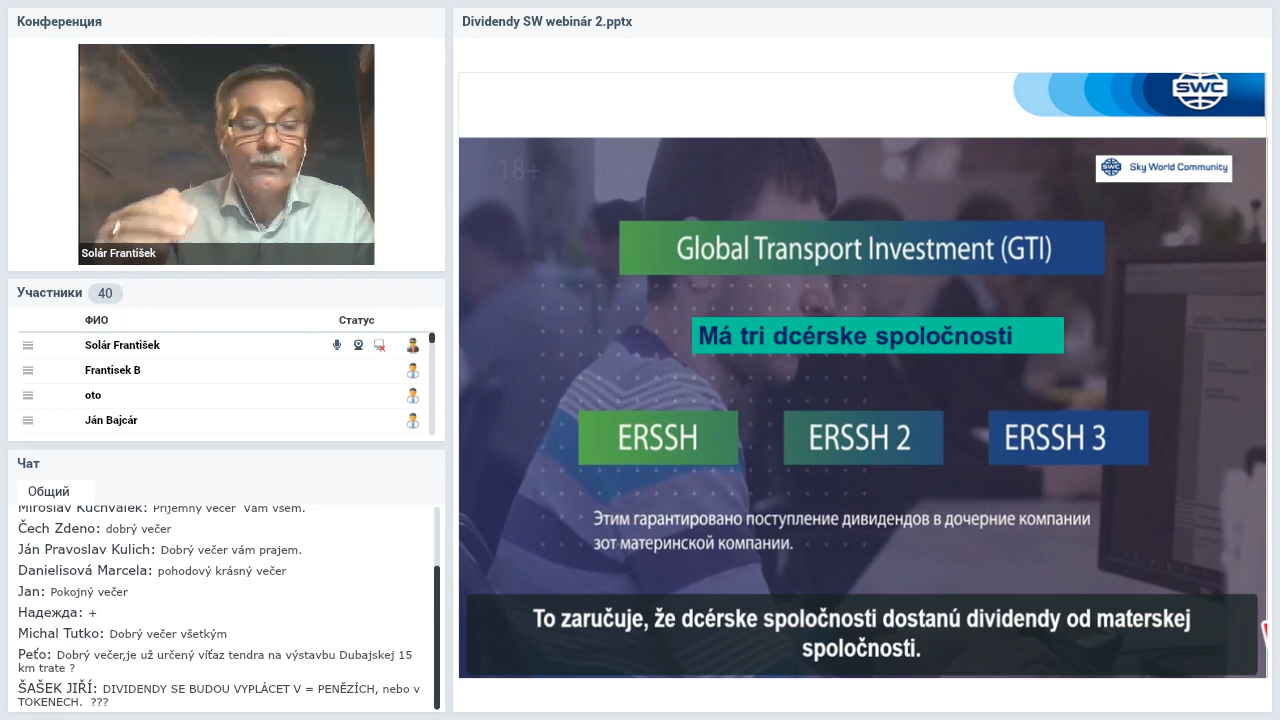 Конференция
Solár František
Участники 40
ФИО Статус
Solár František
Frantisek B
oto
Ján Bajcár
Чат
Общий
Miroslav Kuchvalek: Príjemný večer Vám všem.
Čech Zdeno: dobrý večer
Ján Pravoslav Kulich: Dobrý večer vám prajem.
Danielisová Marcela: pohodový krásný večer
Jan: Pokojný večer
Надежда: +
Michal Tutko: Dobrý večer všetkým
Peťo: Dobrý večer,je už určený víťaz tendra na výstavbu Dubajskej 15
km trate ?
ŠAŠEK JIŘÍ: DIVIDENDY SE BUDOU VYPLÁCET V = PENĚZÍCH, nebo v
TOKENECH. ???
Dividendy SW webinár 2.pptx
SWC
18+
SWC Sky World Community
Global Transport Investment (GTI)
Má tri dcérske spoločnosti
ERSSH ERSSH 2 ERSSH 3
Этим гарантировано поступление дивидендов в дочерние компании
зот материнской компании.
To zaručuje, že dcérske spoločnosti dostanú dividendy od materskej
spoločnosti.